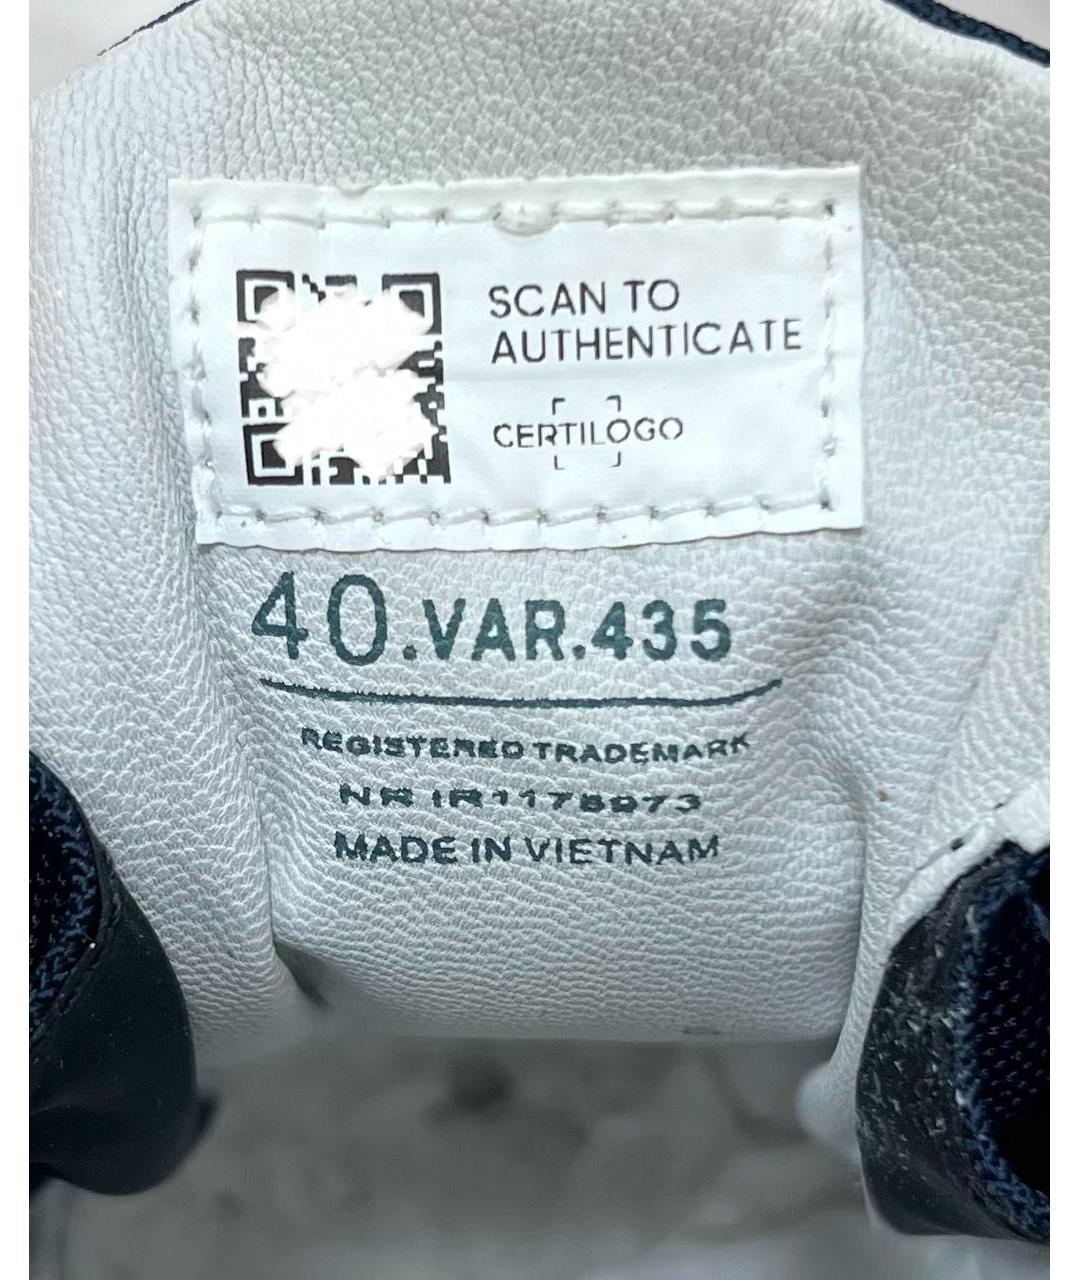 SCAN TO
AUTHENTICATE
CERTILOGO
40.VAR.435
REGISTERED TRADEMARK
NR IR1178973
MADE IN VIETNAM